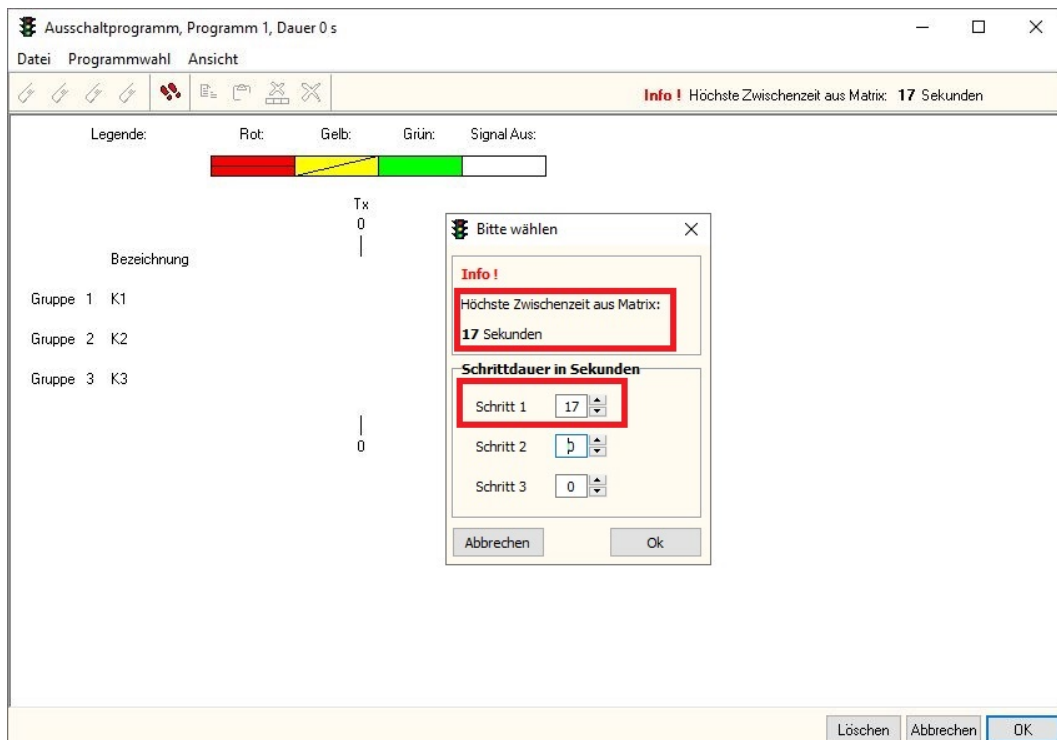 Ausschaltprogramm, Programm 1, Dauer 0 s
Datei Programmwahl Ansicht
Info ! Höchste Zwischenzeit aus Matrix: 17 Sekunden
Legende: Rot: Gelb: Grün: Signal Aus:
Tx
0
Bezeichnung
Gruppe 1 K1
Gruppe 2 K2
Gruppe 3 K3
0
Bitte wählen
Info !
Höchste Zwischenzeit aus Matrix:
17 Sekunden
Schrittdauer in Sekunden
Schritt 1 17
Schritt 2
Schritt 3 0
Abbrechen Ok
Löschen Abbrechen OK